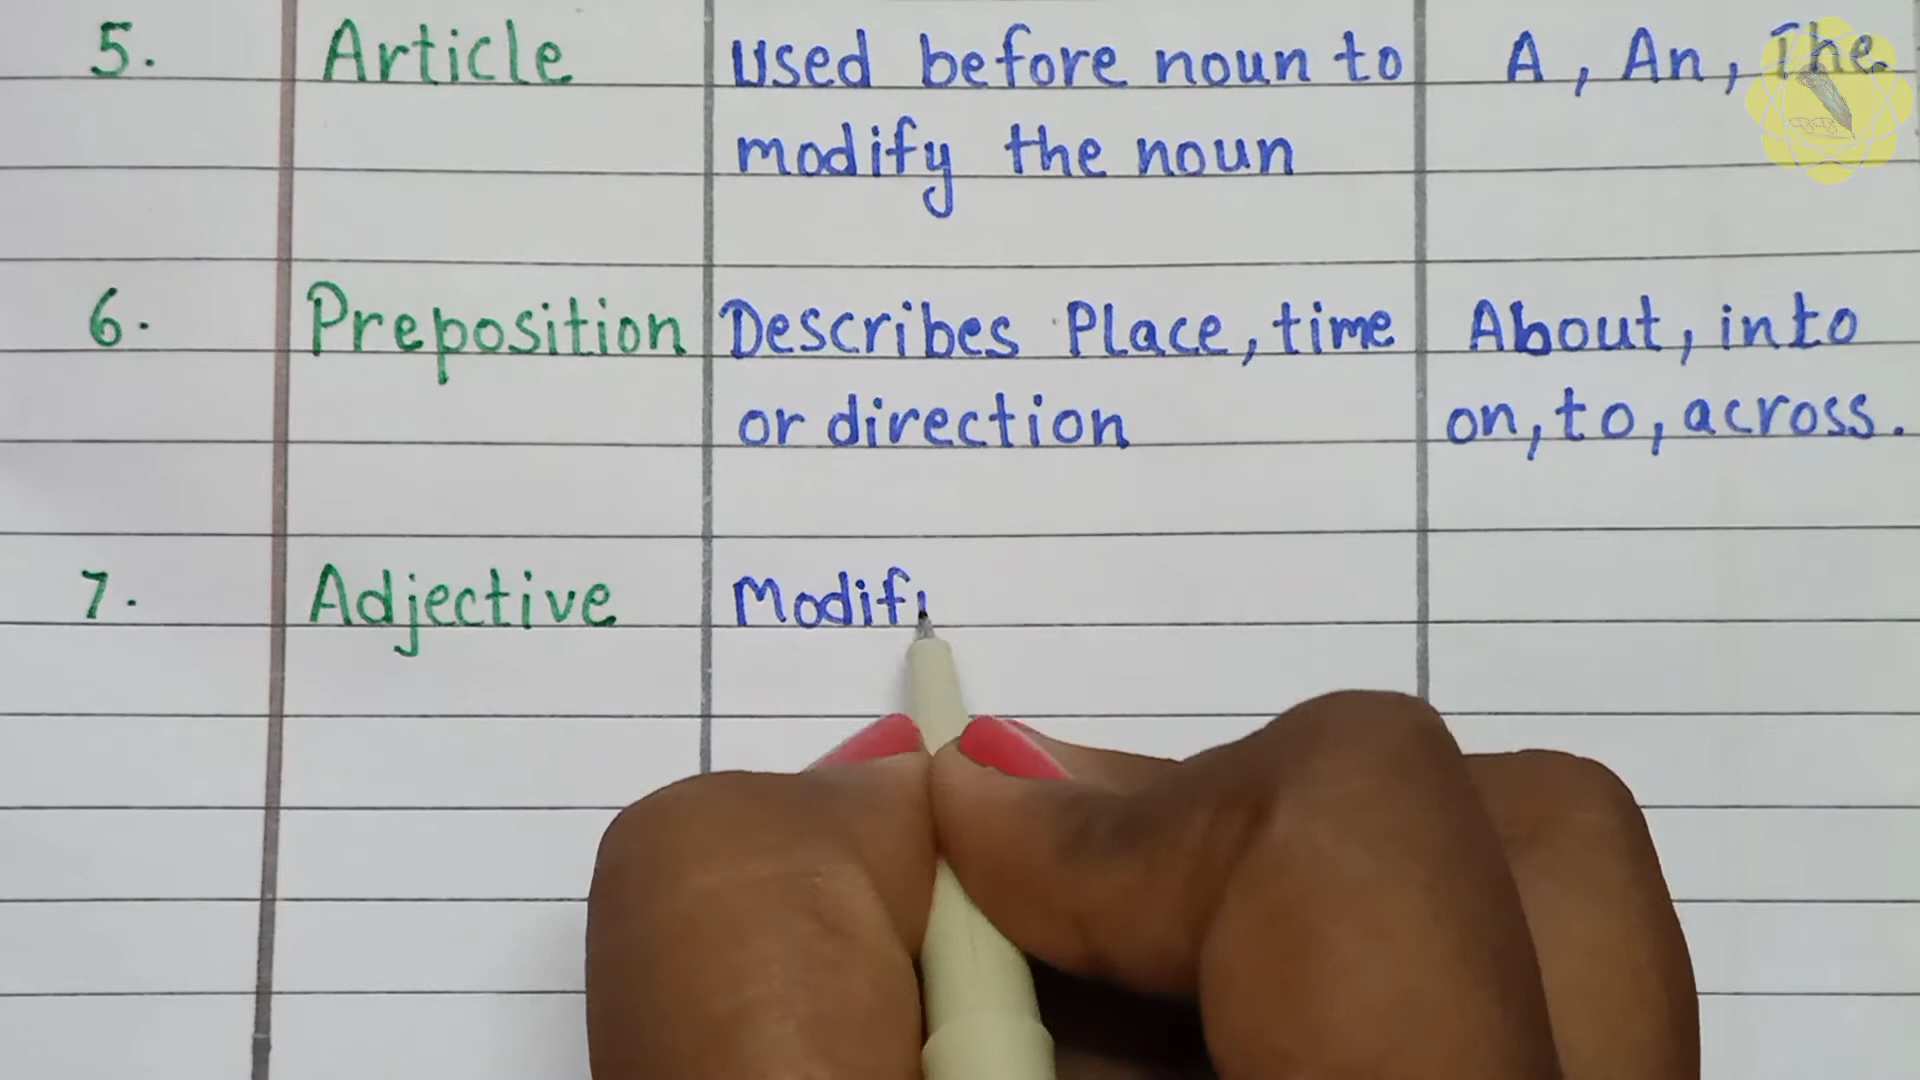 5. Article Used before noun to A, An, The
modify the noun
6. Preposition Describes Place, time About, into
or direction on, to, across.
7. Adjective Modifi